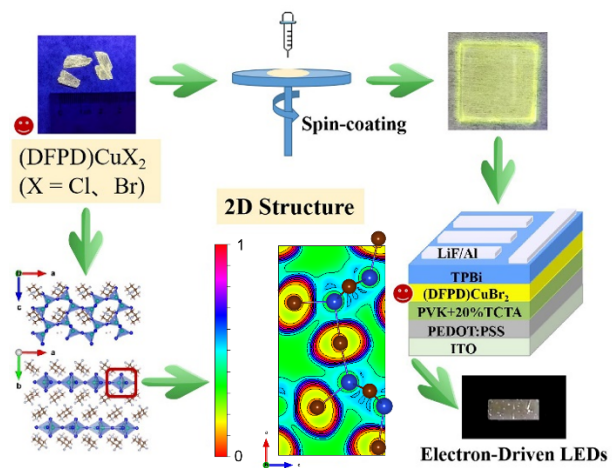 Spin-coating
(DFPD)CuX2
(X = Cl、Br)
2D Structure
1
0
a
c
a
b
LiF/Al
TPBi
(DFPD)CuBr2
PVK+20%TCTA
PEDOT:PSS
ITO
Electron-Driven LEDs